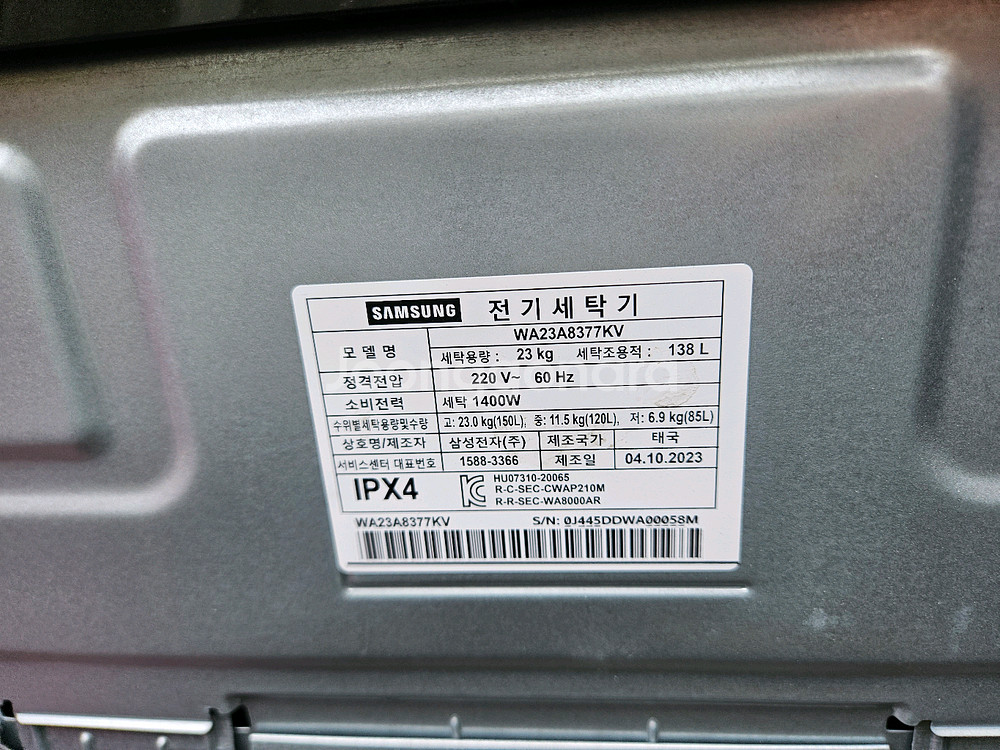 SAMSUNG 전기세탁기
모델명 WA23A8377KV
세탁용량 : 23 kg 세탁조용적 : 138 L
정격전압 220 V~ 60 Hz
소비전력 세탁 1400W
수위별세탁용량및수량 고: 23.0 kg(150L), 중: 11.5 kg(120L), 저: 6.9 kg(85L)
상호명/제조자 삼성전자(주) 제조국가 태국
서비스센터 대표번호 1588-3366 제조일 04.10.2023
IPX4 HU07310-20065
R-C-SEC-CWAP210M
R-R-SEC-WA8000AR
WA23A8377KV S/N: 0J445DDWA00058M